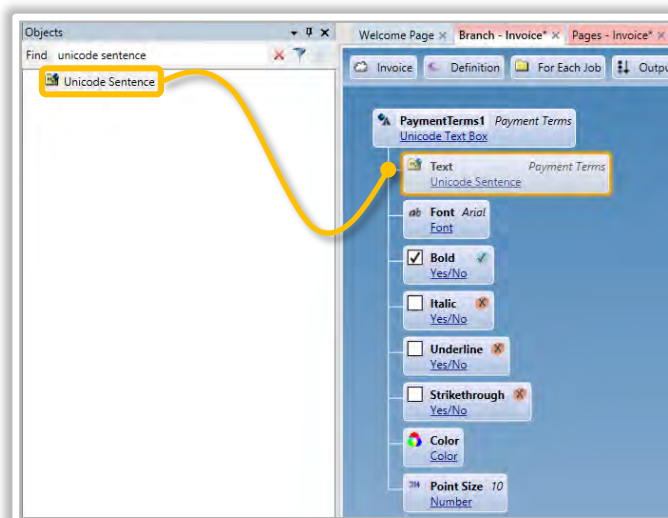 Objects
Find unicode sentence
Unicode Sentence
Welcome Page Branch - Invoice* Pages - Invoice*
Invoice Definition For Each Job
PaymentTerms1 Payment Terms
Unicode Text Box
Text Payment Terms
Unicode Sentence
ab Font Arial
Font
Bold
Yes/No
Italic
Yes/No
Underline
Yes/No
Strikethrough
Yes/No
Color
Color
Point Size 10
Number